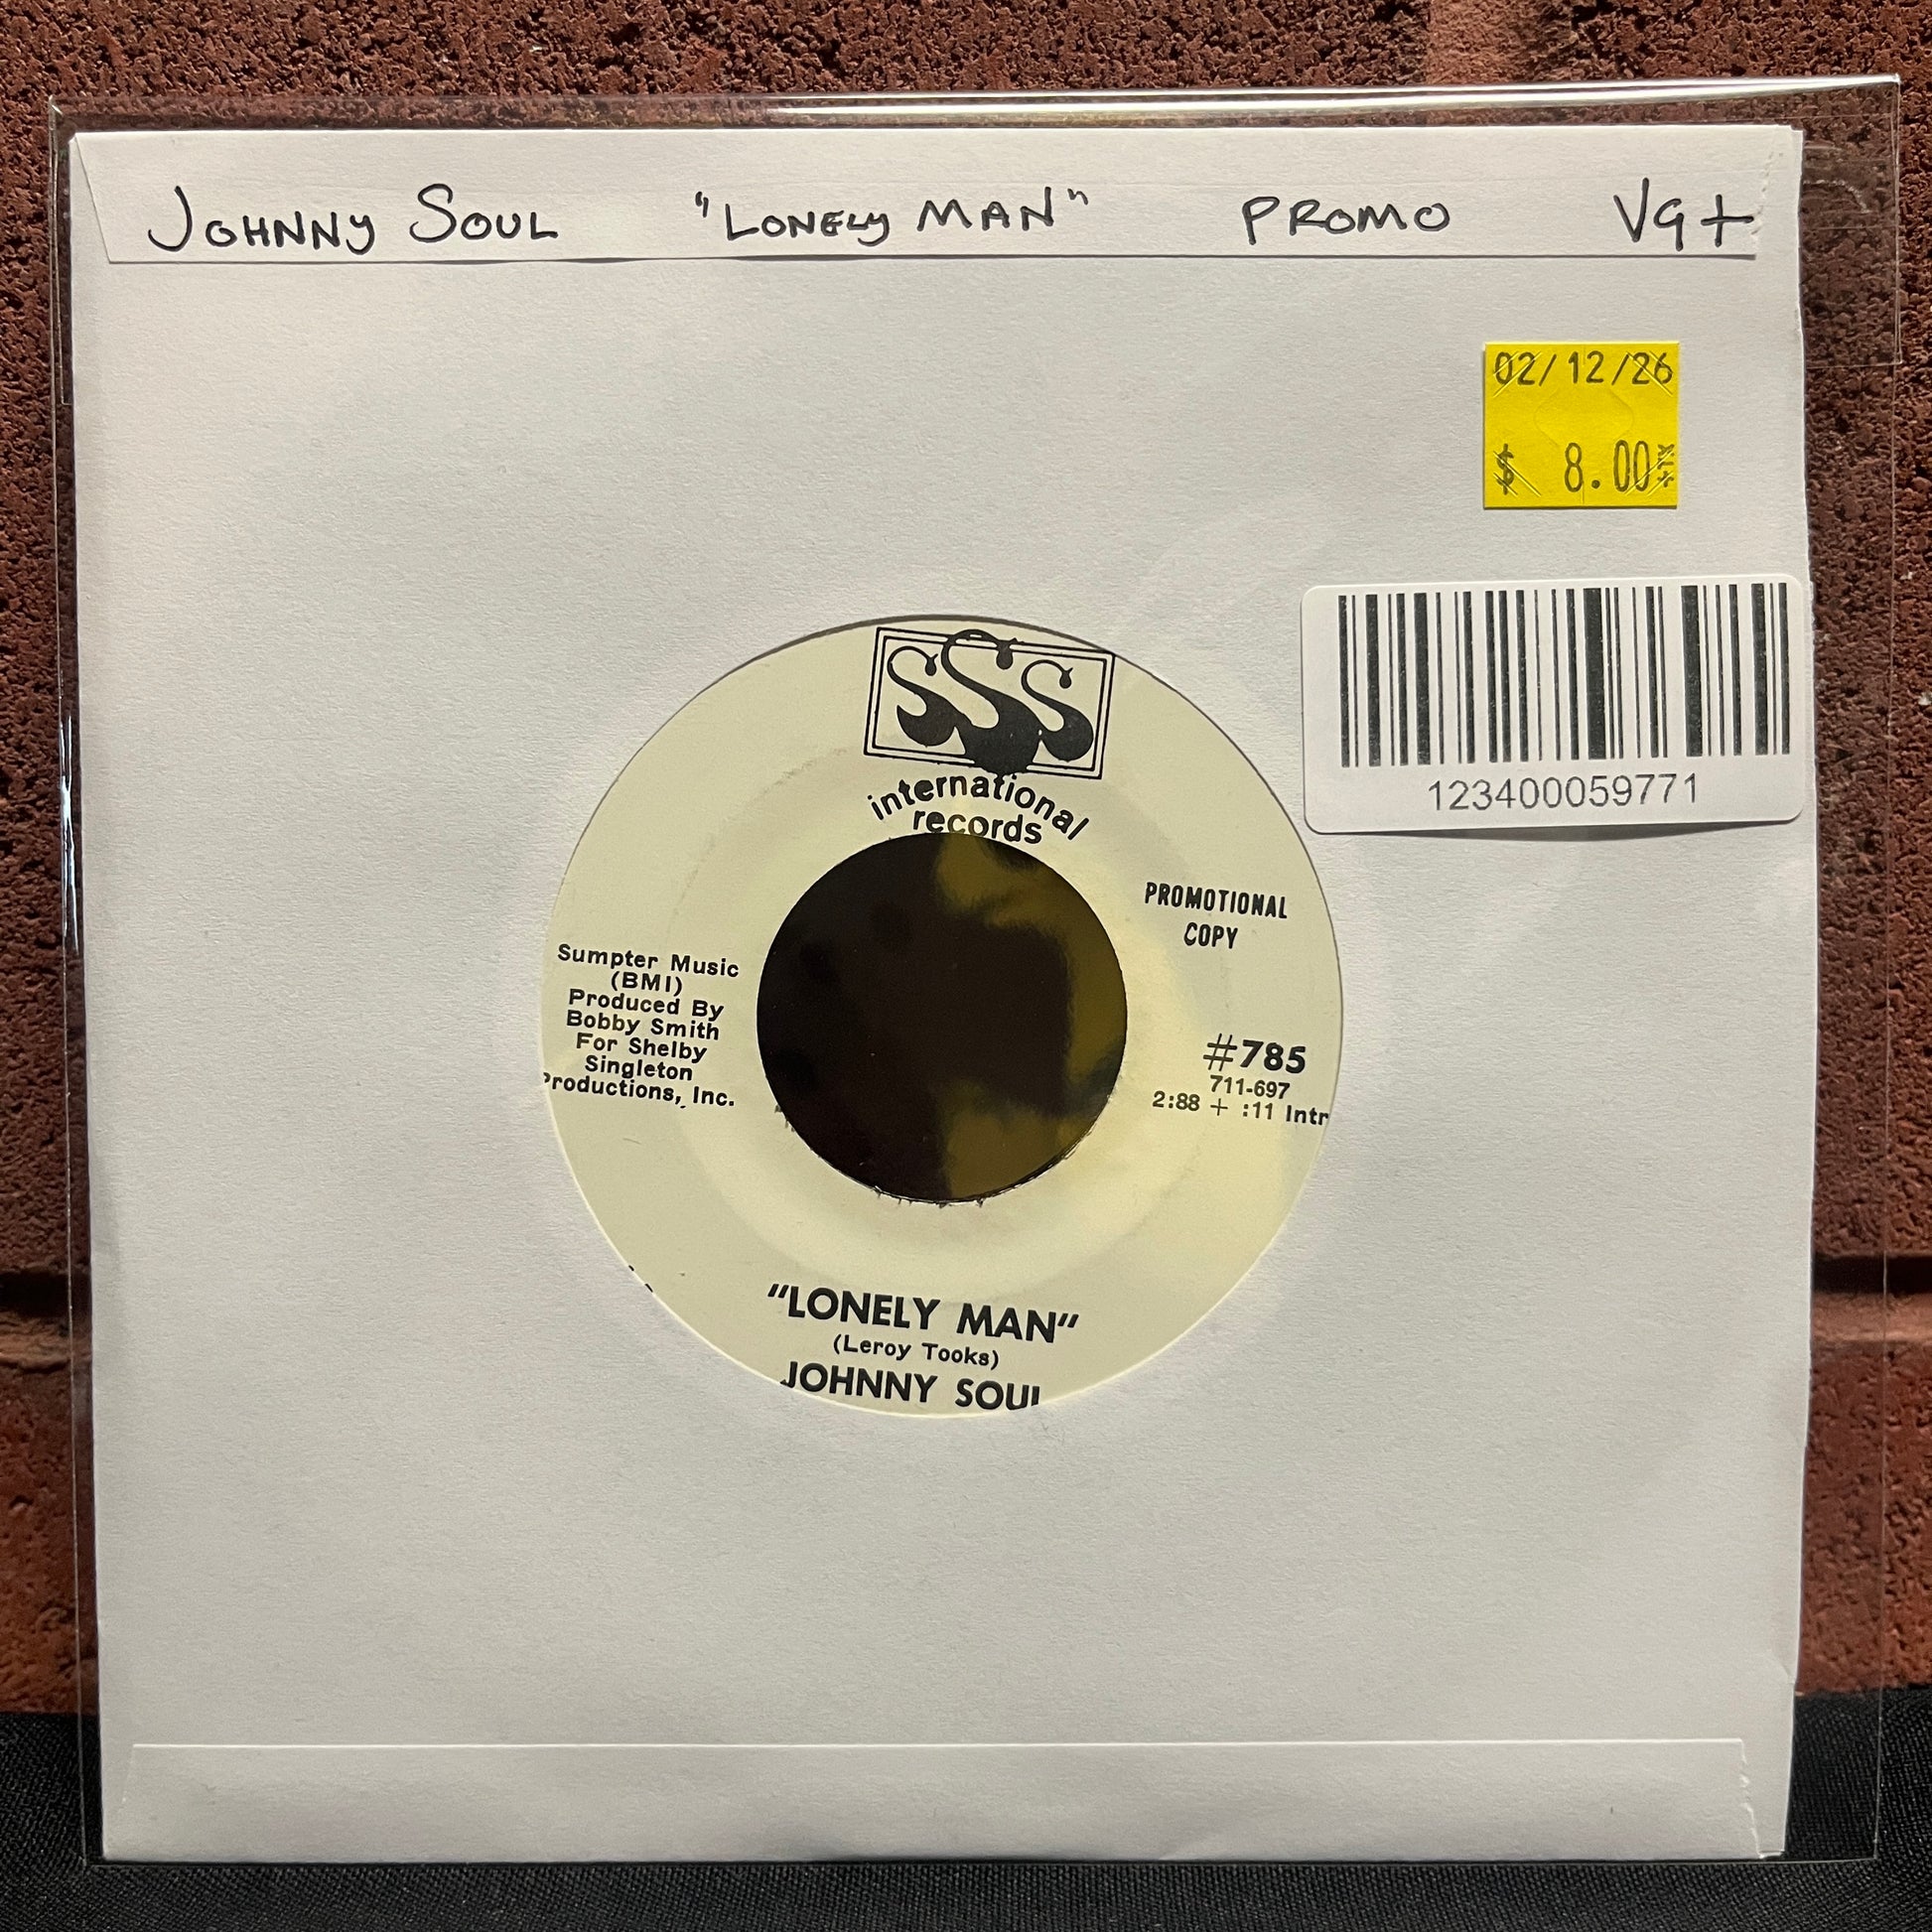 Johnny Soul "Lonely Man" Promo VG+
02/12/26
$ 8.00
123400059771
SSS
international
records
PROMOTIONAL
COPY
Sumpter Music
(BMI)
Produced By
Bobby Smith
For Shelby
Singleton
Productions, Inc.
#785
711-697
2:88 + :11 Intr
"LONELY MAN"
(Leroy Tooks)
JOHNNY SOUL